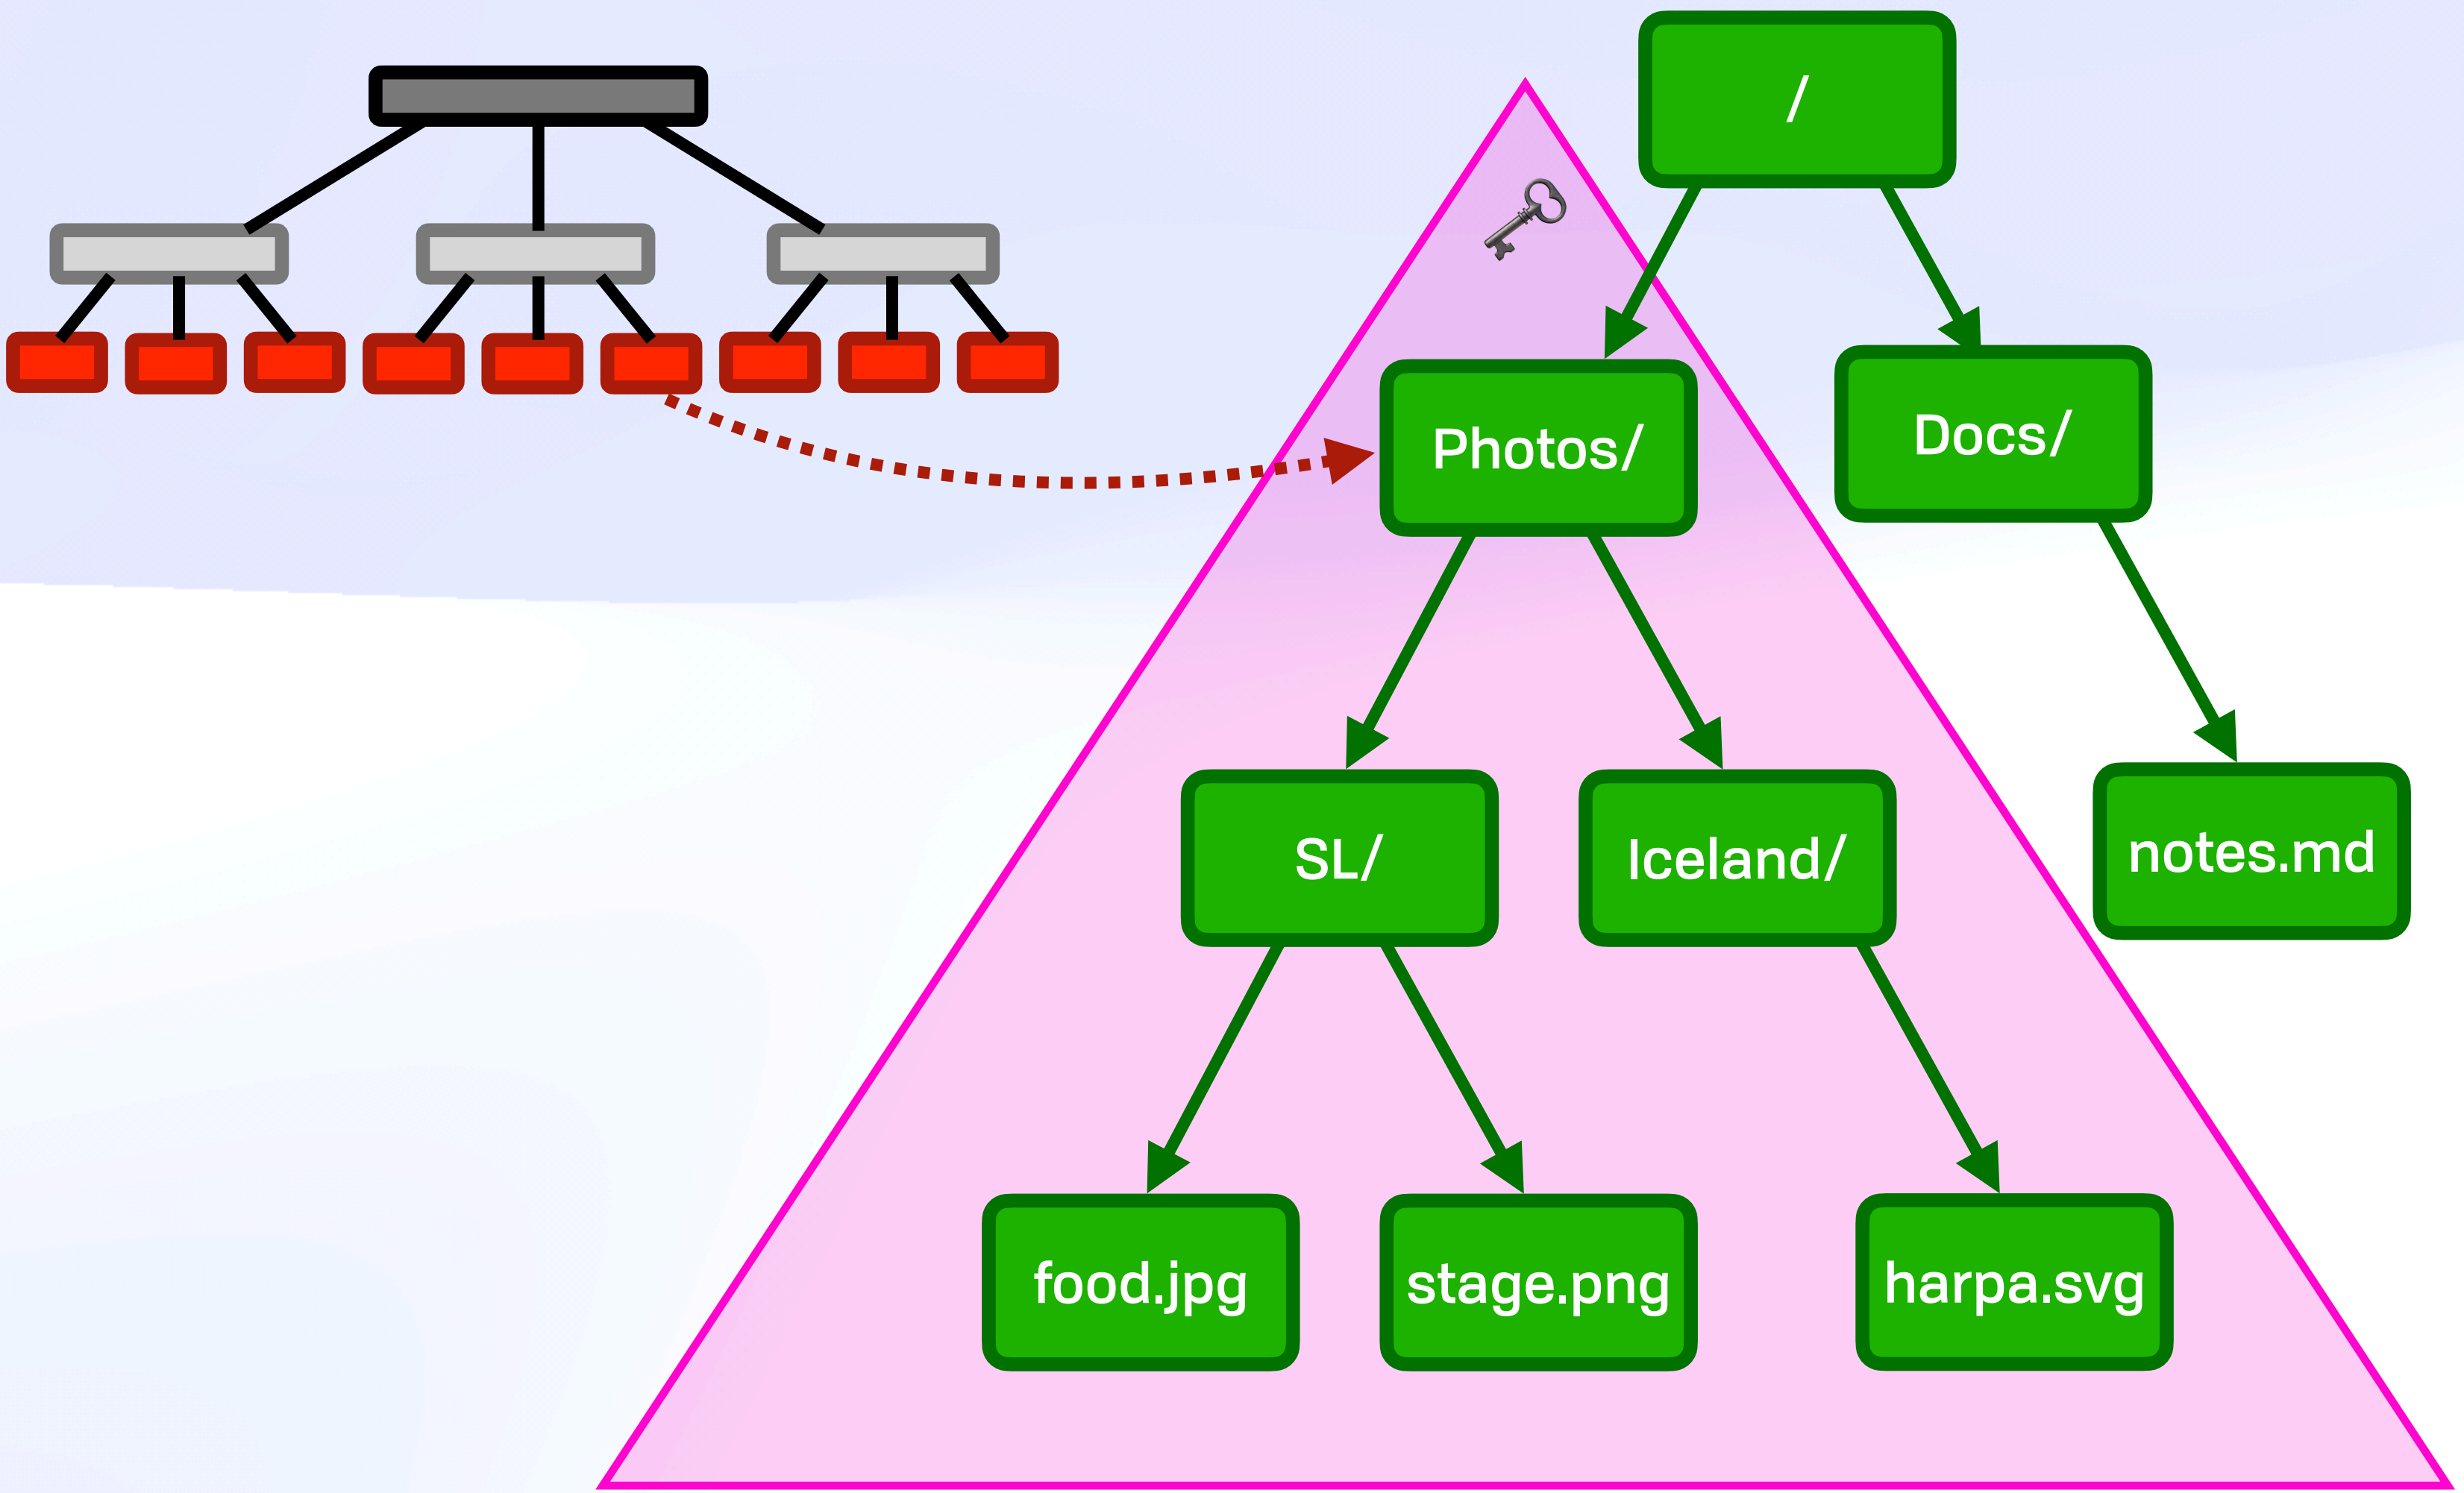 /
Photos/
Docs/
SL/
Iceland/
notes.md
food.jpg
stage.png
harpa.svg